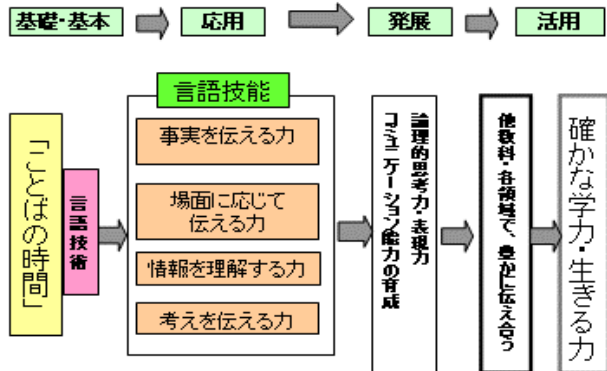 基礎・基本
応用
発展
活用
「ことばの時間」
言語技術
言語技能
事実を伝える力
場面に応じて
伝える力
情報を理解する力
考えを伝える力
論理的思考力・表現力
コミュニケーション能力の育成
他教科・各領域で、豊かに伝え合う
確かな学力・生きる力